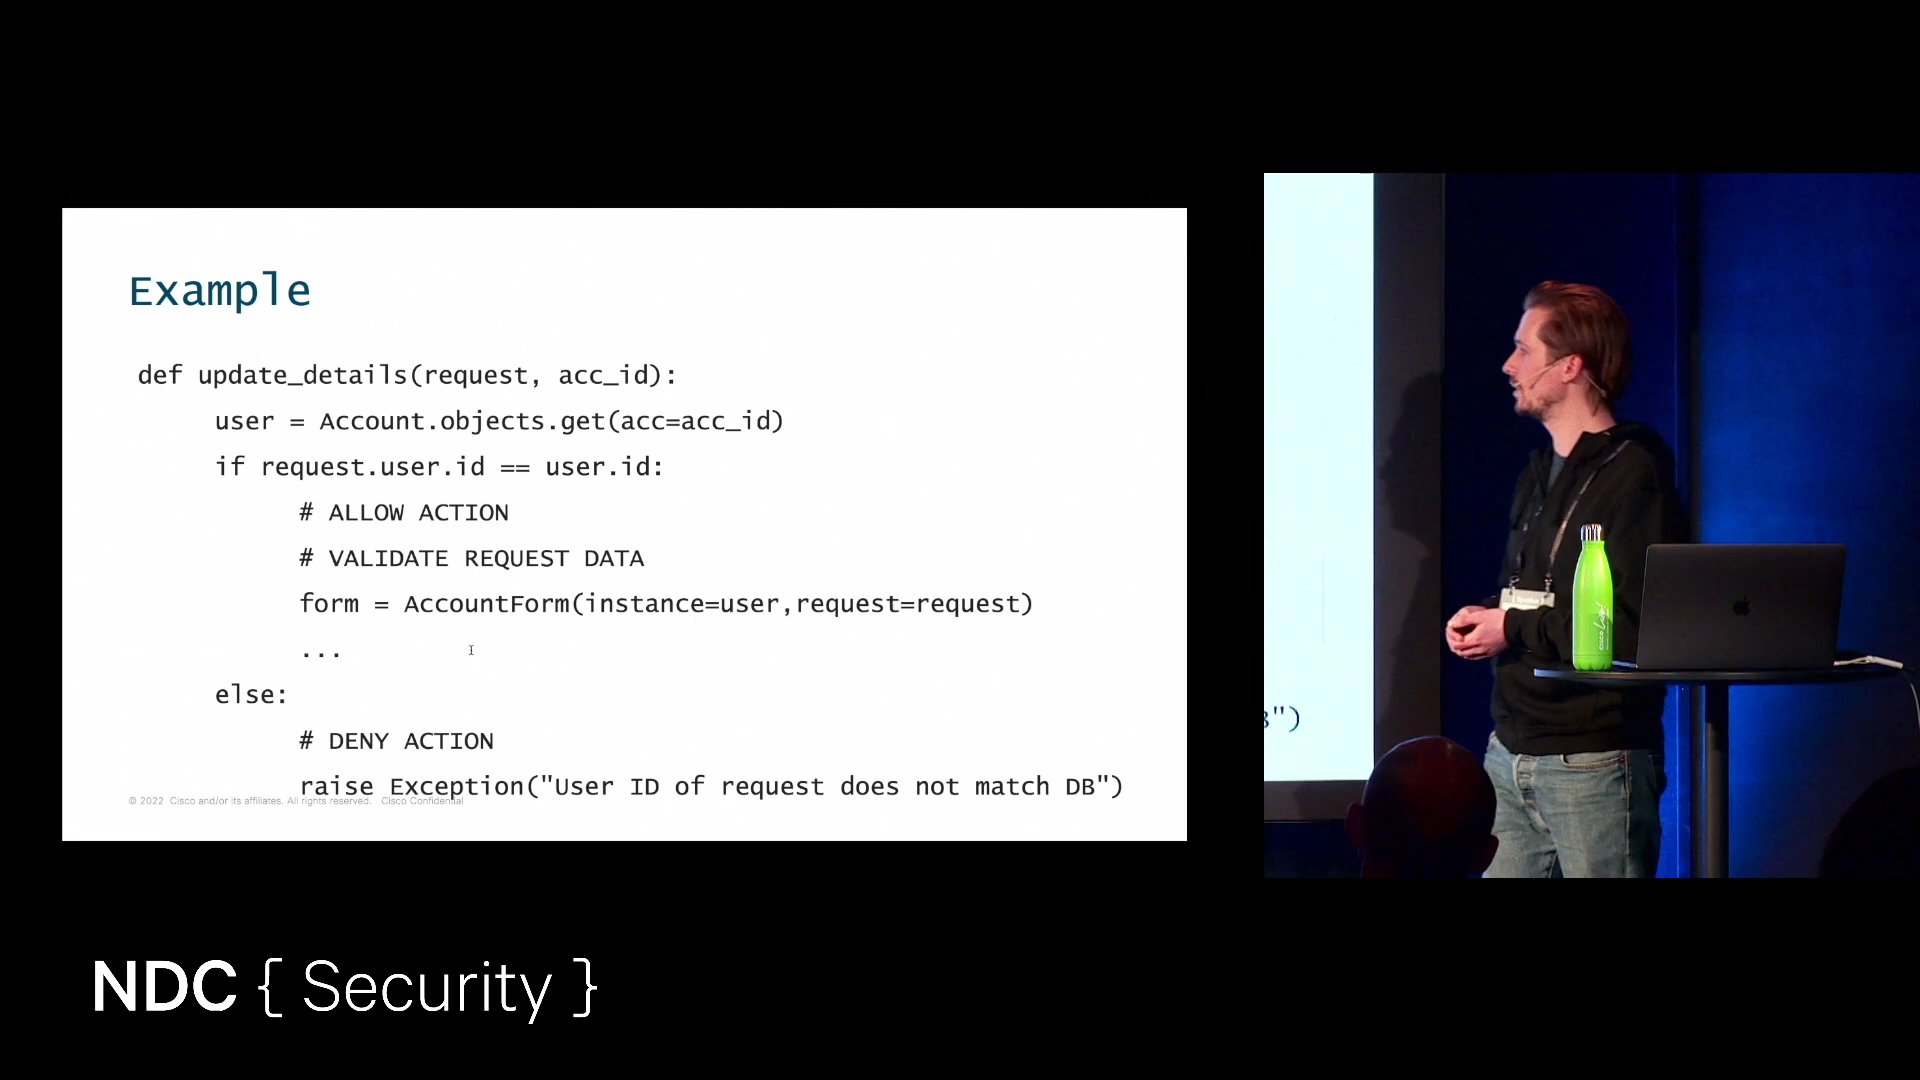 Example
def update_details(request, acc_id):
user = Account.objects.get(acc=acc_id)
if request.user.id == user.id:
# ALLOW ACTION
# VALIDATE REQUEST DATA
form = AccountForm(instance=user,request=request)
...
else:
# DENY ACTION
raise Exception("User ID of request does not match DB")
© 2022 Cisco and/or its affiliates. All rights reserved. Cisco Confidential
")
CISCO Live!
NDC { Security }